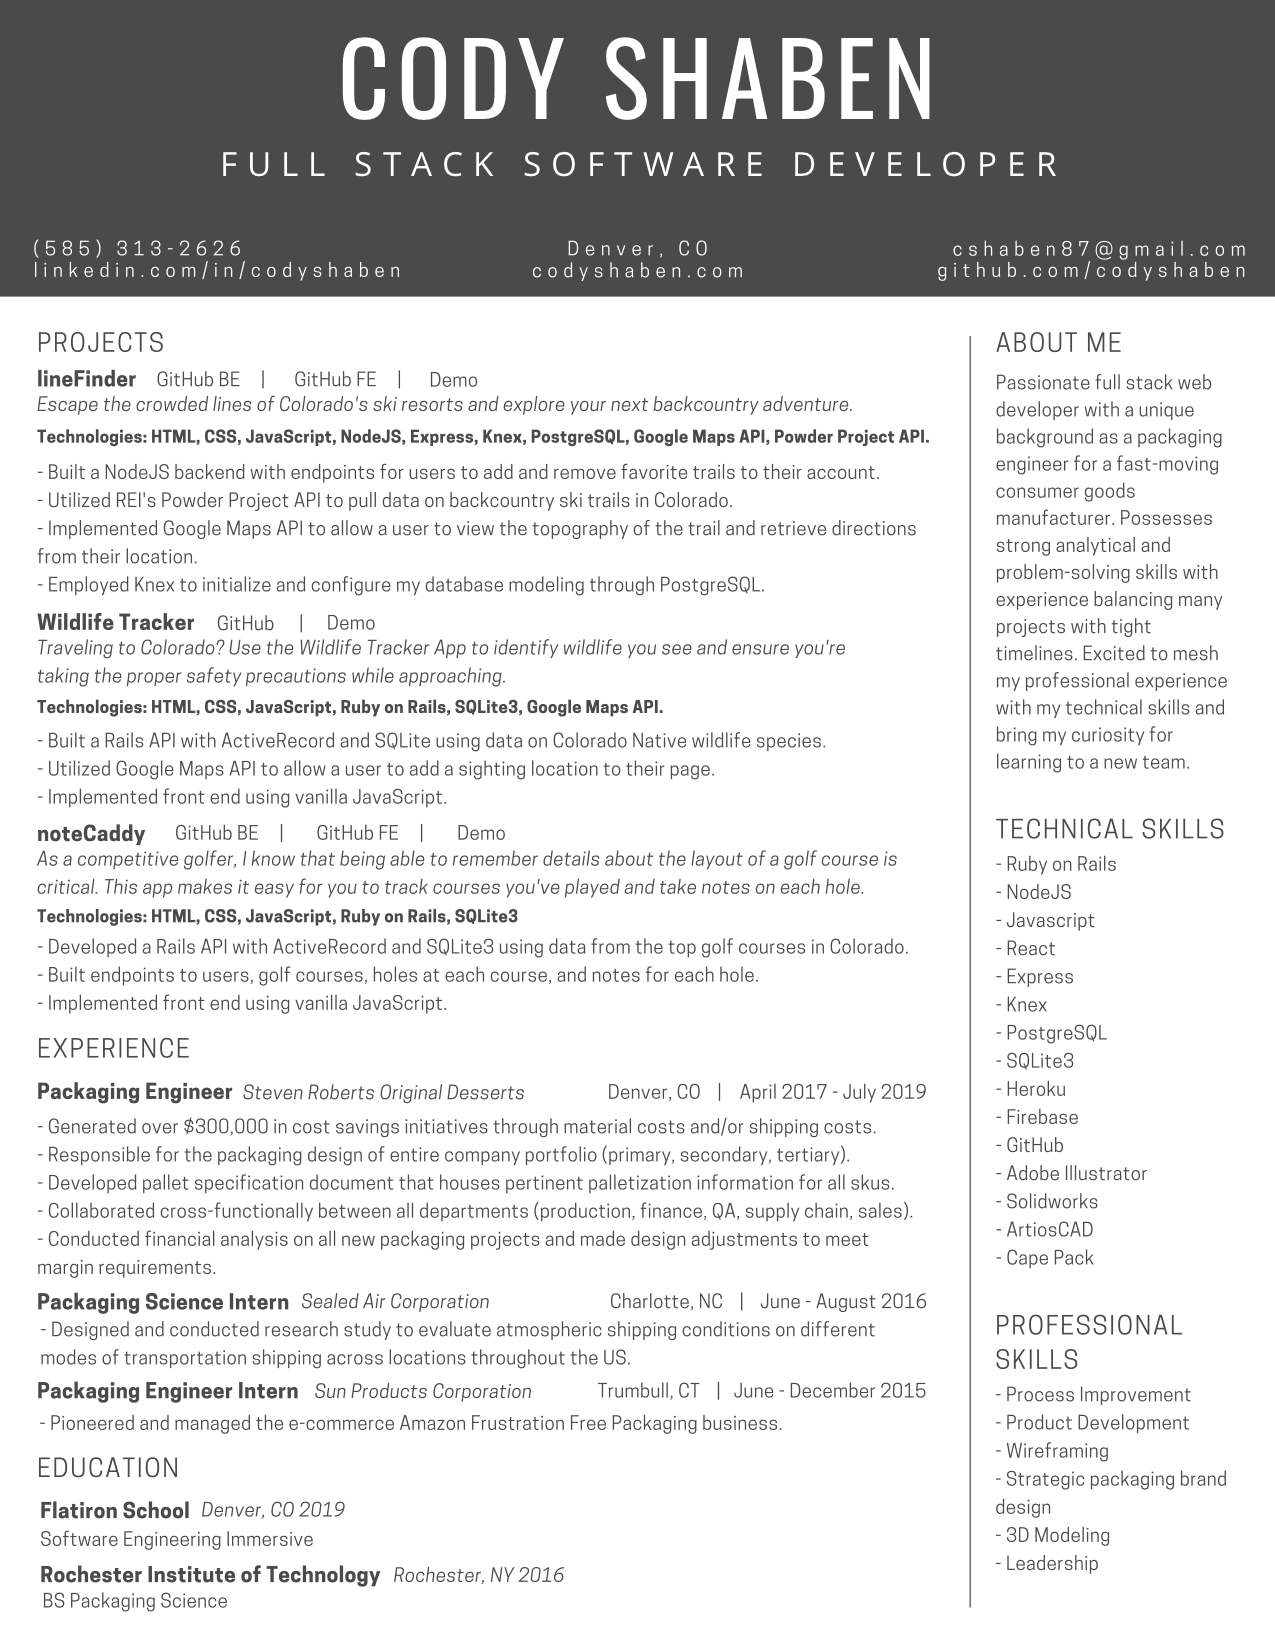 CODY SHABEN
FULL STACK SOFTWARE DEVELOPER
(585) 313-2626
linkedin.com/in/codyshaben
Denver, CO
codyshaben.com
cshaben87@gmail.com
github.com/codyshaben
PROJECTS
lineFinder GitHub BE | GitHub FE | Demo
Escape the crowded lines of Colorado's ski resorts and explore your next backcountry adventure.
Technologies: HTML, CSS, JavaScript, NodeJS, Express, Knex, PostgreSQL, Google Maps API, Powder Project API.
- Built a NodeJS backend with endpoints for users to add and remove favorite trails to their account.
- Utilized REI's Powder Project API to pull data on backcountry ski trails in Colorado.
- Implemented Google Maps API to allow a user to view the topography of the trail and retrieve directions
from their location.
- Employed Knex to initialize and configure my database modeling through PostgreSQL.
Wildlife Tracker GitHub | Demo
Traveling to Colorado? Use the Wildlife Tracker App to identify wildlife you see and ensure you're
taking the proper safety precautions while approaching.
Technologies: HTML, CSS, JavaScript, Ruby on Rails, SQLite3, Google Maps API.
- Built a Rails API with ActiveRecord and SQLite using data on Colorado Native wildlife species.
- Utilized Google Maps API to allow a user to add a sighting location to their page.
- Implemented front end using vanilla JavaScript.
noteCaddy GitHub BE | GitHub FE | Demo
As a competitive golfer, I know that being able to remember details about the layout of a golf course is
critical. This app makes it easy for you to track courses you've played and take notes on each hole.
Technologies: HTML, CSS, JavaScript, Ruby on Rails, SQLite3
- Developed a Rails API with ActiveRecord and SQLite3 using data from the top golf courses in Colorado.
- Built endpoints to users, golf courses, holes at each course, and notes for each hole.
- Implemented front end using vanilla JavaScript.
EXPERIENCE
Packaging Engineer Steven Roberts Original Desserts Denver, CO | April 2017 - July 2019
- Generated over $300,000 in cost savings initiatives through material costs and/or shipping costs.
- Responsible for the packaging design of entire company portfolio (primary, secondary, tertiary).
- Developed pallet specification document that houses pertinent palletization information for all skus.
- Collaborated cross-functionally between all departments (production, finance, QA, supply chain, sales).
- Conducted financial analysis on all new packaging projects and made design adjustments to meet
margin requirements.
Packaging Science Intern Sealed Air Corporation Charlotte, NC | June - August 2016
- Designed and conducted research study to evaluate atmospheric shipping conditions on different
modes of transportation shipping across locations throughout the US.
Packaging Engineer Intern Sun Products Corporation Trumbull, CT | June - December 2015
- Pioneered and managed the e-commerce Amazon Frustration Free Packaging business.
EDUCATION
Flatiron School Denver, CO 2019
Software Engineering Immersive
Rochester Institute of Technology Rochester, NY 2016
BS Packaging Science
ABOUT ME
Passionate full stack web
developer with a unique
background as a packaging
engineer for a fast-moving
consumer goods
manufacturer. Possesses
strong analytical and
problem-solving skills with
experience balancing many
projects with tight
timelines. Excited to mesh
my professional experience
with my technical skills and
bring my curiosity for
learning to a new team.
TECHNICAL SKILLS
- Ruby on Rails
- NodeJS
- Javascript
- React
- Express
- Knex
- PostgreSQL
- SQLite3
- Heroku
- Firebase
- GitHub
- Adobe Illustrator
- Solidworks
- ArtiosCAD
- Cape Pack
PROFESSIONAL
SKILLS
- Process Improvement
- Product Development
- Wireframing
- Strategic packaging brand
design
- 3D Modeling
- Leadership